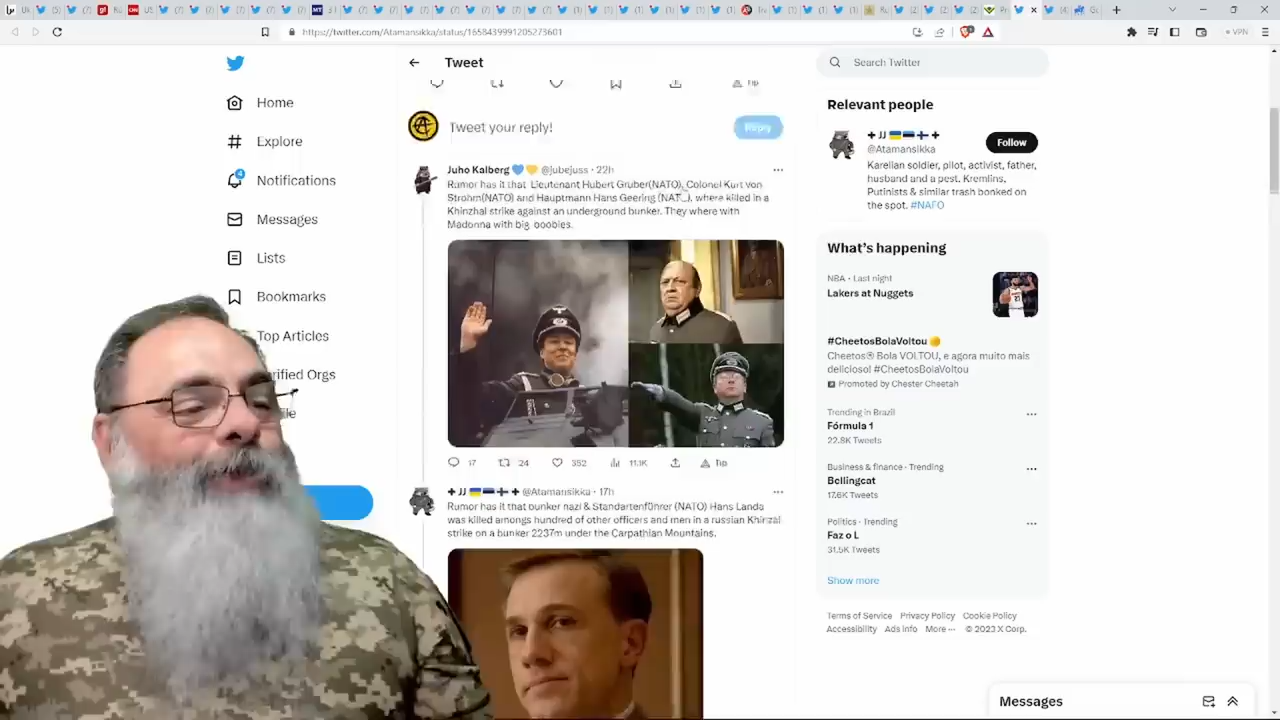 https://twitter.com/Atamansikka/status/1658439991205273601
VPN
Tweet
Search Twitter
Home
Explore
4
Notifications
Messages
Lists
Bookmarks
Top Articles
rified Orgs
Tip
Tweet your reply!
Reply
Juho Kalberg @jubejuss · 22h
Rumor has it that Lieutenant Hubert Gruber(NATO), Colonel Kurt von
Strohm(NATO) and Hauptmann Hans Geering (NATO), where killed in a
Khinzhal strike against an underground bunker. They where with
Madonna with big boobies.
17 24 352 11.1K Tip
JJ @Atamansikka · 17h
Rumor has it that bunker nazi & Standartenführer (NATO) Hans Landa
was killed amongs hundred of other officers and men in a russian Khinzal
strike on a bunker 2237m under the Carpathian Mountains.
Relevant people
JJ
@Atamansikka
Follow
Karelian soldier, pilot, activist, father,
husband and a pest. Kremlins,
Putinists & similar trash bonked on
the spot. #NAFO
What's happening
NBA · Last night
Lakers at Nuggets
#CheetosBolaVoltou
Cheetos® Bola VOLTOU, e agora muito mais
delicioso! #CheetosBolaVoltou
Promoted by Chester Cheetah
Trending in Brazil
Fórmula 1
22.8K Tweets
Business & finance · Trending
Bellingcat
17.6K Tweets
Politics · Trending
Faz o L
31.5K Tweets
Show more
Terms of Service Privacy Policy Cookie Policy
Accessibility Ads info More ··· © 2023 X Corp.
Messages